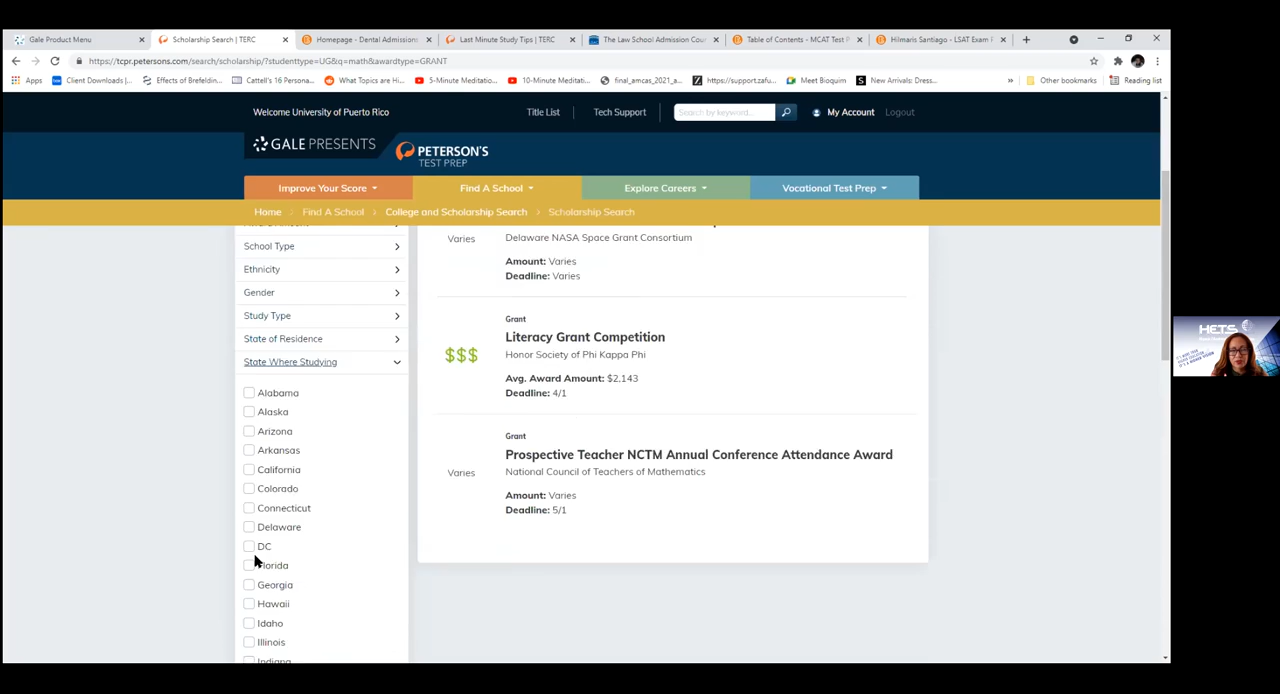 Gale Product Menu
Scholarship Search | TERC
Homepage - Dental Admissions
Last Minute Study Tips | TERC
The Law School Admission Cou
Table of Contents - MCAT Test P
Hilmaris Santiago - LSAT Exam P
https://tcpr.petersons.com/search/scholarship/?studenttype=UG&q=math&awardtype=GRANT
Apps
Client Downloads |...
Effects of Brefeldin...
Cattell's 16 Persona...
What Topics are Hi...
5-Minute Meditatio...
10-Minute Meditati...
final_amcas_2021_a...
https://support.zafu...
Meet Bioquim
New Arrivals: Dress...
»
Other bookmarks
Reading list
Welcome University of Puerto Rico
Title List
Tech Support
Search by keyword...
My Account
Logout
GALE PRESENTS
PETERSON'S
TEST PREP
Improve Your Score
Find A School
Explore Careers
Vocational Test Prep
Home > Find A School > College and Scholarship Search > Scholarship Search
School Type
Ethnicity
Gender
Study Type
State of Residence
State Where Studying
Alabama
Alaska
Arizona
Arkansas
California
Colorado
Connecticut
Delaware
DC
Florida
Georgia
Hawaii
Idaho
Illinois
Indiana
Varies
Delaware NASA Space Grant Consortium
Amount: Varies
Deadline: Varies
Grant
$$$
Literacy Grant Competition
Honor Society of Phi Kappa Phi
Avg. Award Amount: $2,143
Deadline: 4/1
Grant
Varies
Prospective Teacher NCTM Annual Conference Attendance Award
National Council of Teachers of Mathematics
Amount: Varies
Deadline: 5/1
HETS